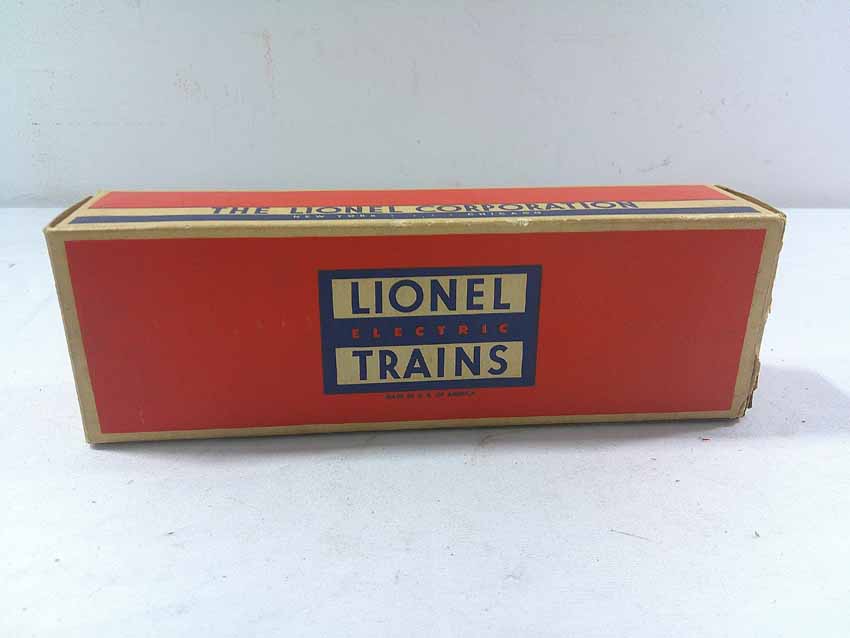 THE LIONEL CORPORATION
NEW YORK • • • • CHICAGO
LIONEL
ELECTRIC
TRAINS
MADE IN U. S. OF AMERICA